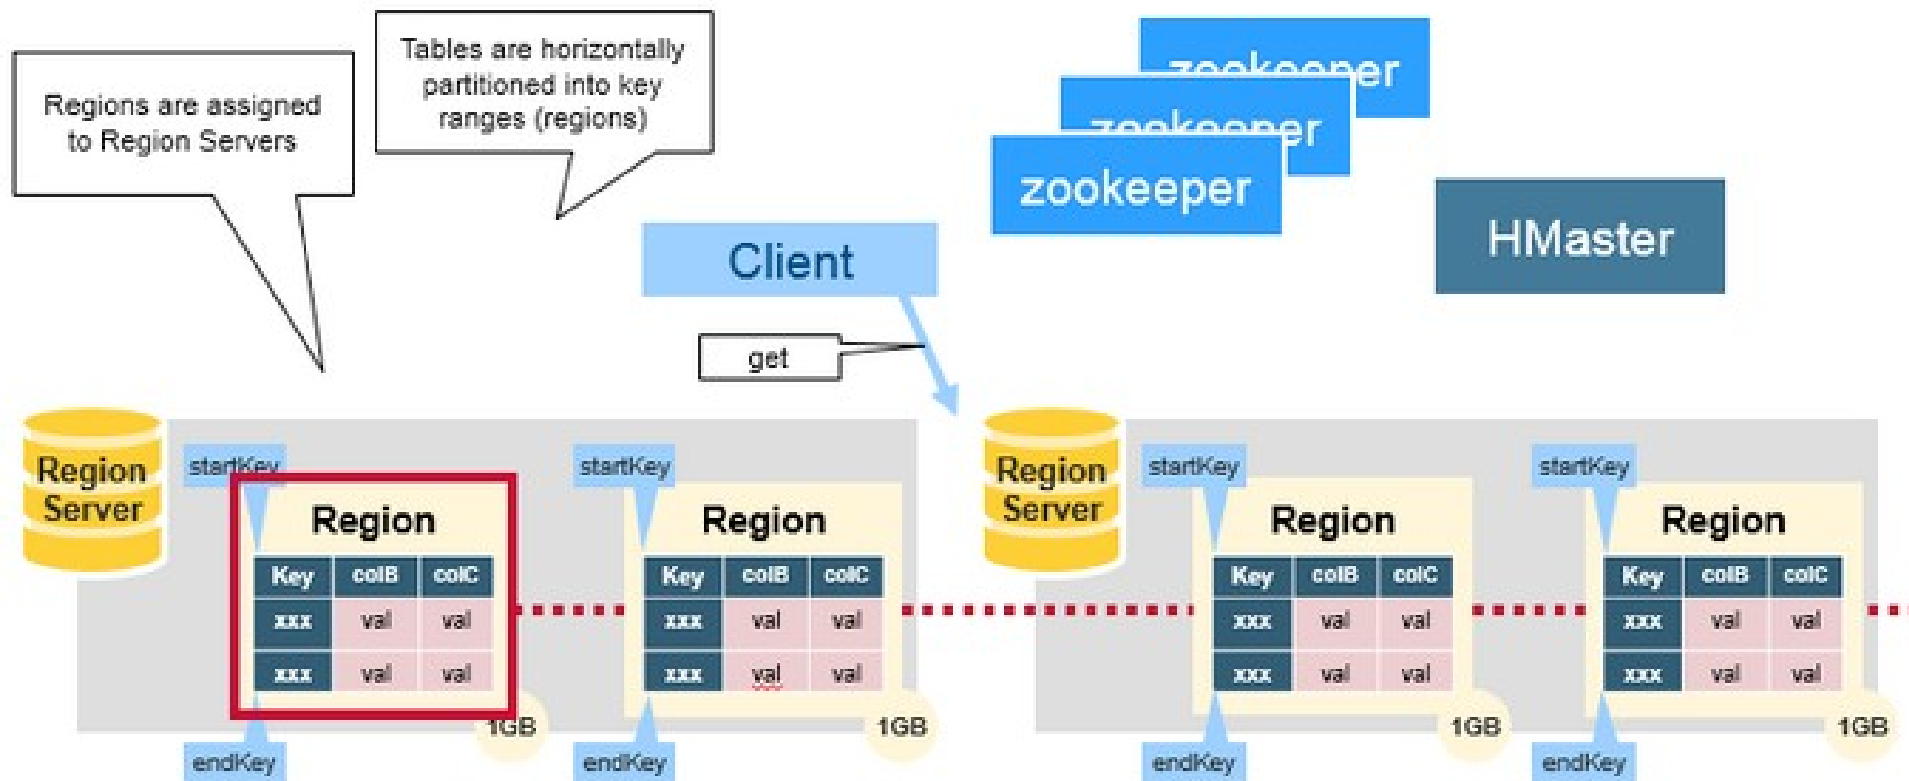 Regions are assigned
to Region Servers
Tables are horizontally
partitioned into key
ranges (regions)
zookeeper
zookeeper
zookeeper
HMaster
Client
get
Region
Server
startKey
Region
Key colB colC
xxx val val
xxx val val
1GB
endKey
startKey
Region
Key colB colC
xxx val val
xxx val val
1GB
endKey
Region
Server
startKey
Region
Key colB colC
xxx val val
xxx val val
1GB
endKey
startKey
Region
Key colB colC
xxx val val
xxx val val
1GB
endKey